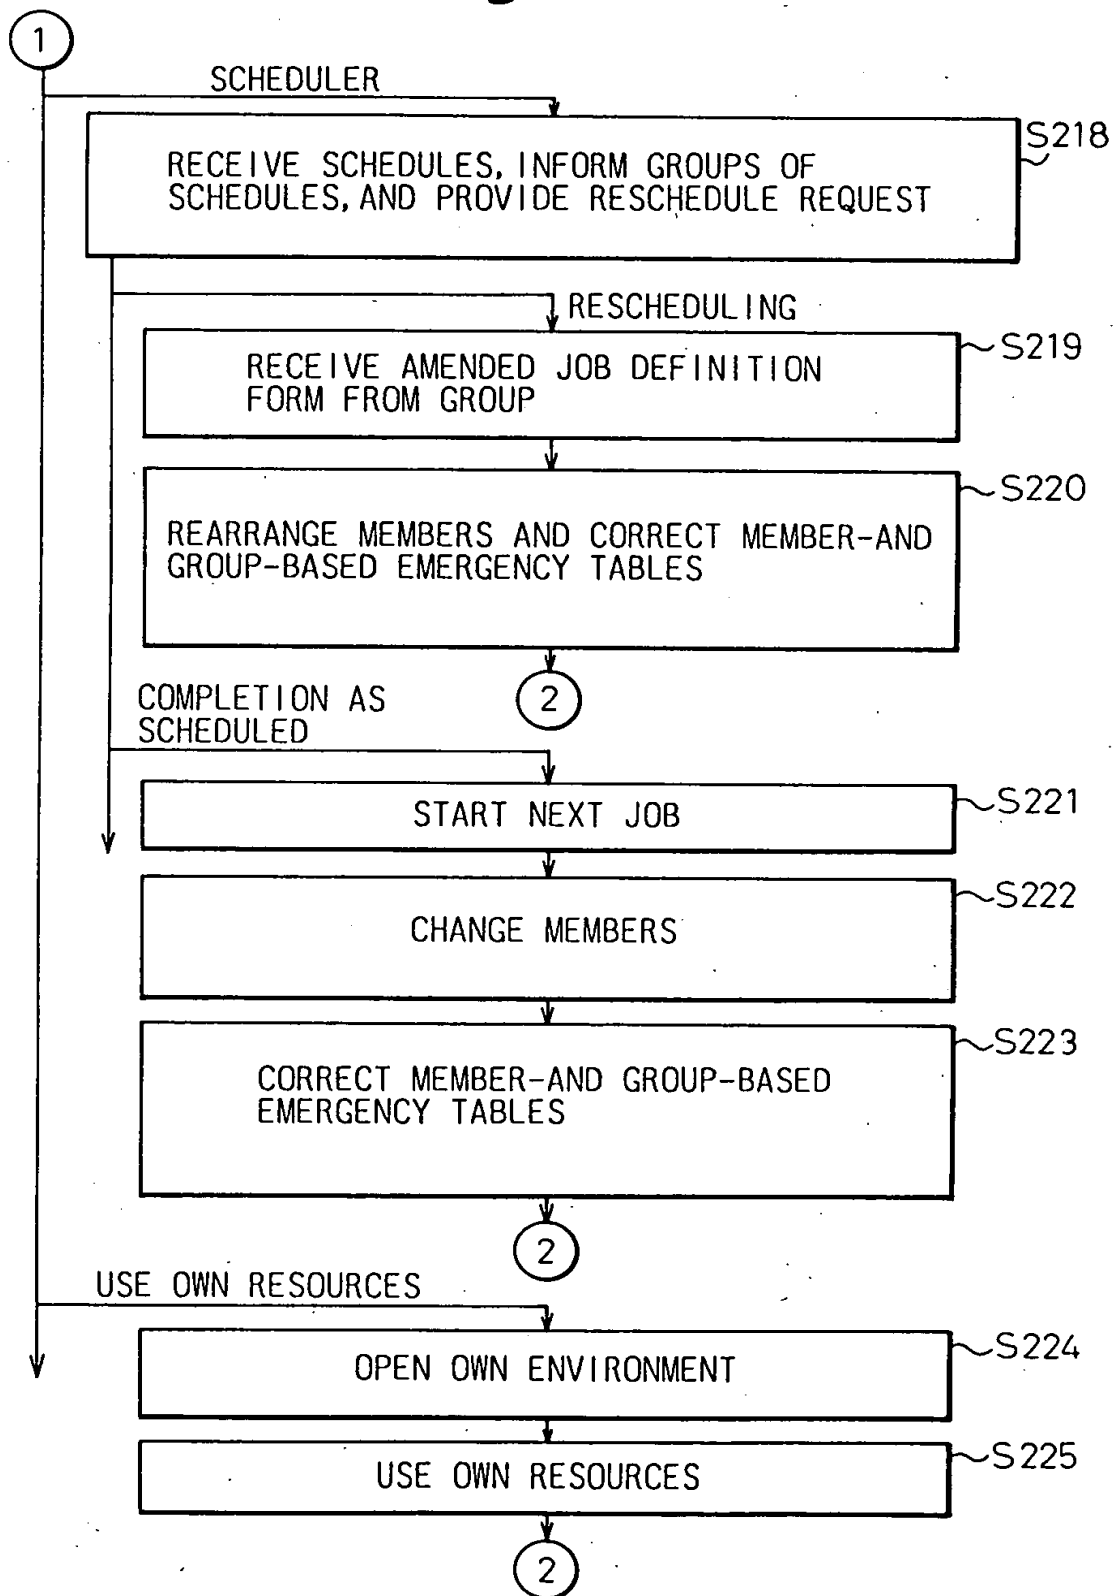 1
SCHEDULER
S218
RECEIVE SCHEDULES, INFORM GROUPS OF
SCHEDULES, AND PROVIDE RESCHEDULE REQUEST
RESCHEDULING
S219
RECEIVE AMENDED JOB DEFINITION
FORM FROM GROUP
S220
REARRANGE MEMBERS AND CORRECT MEMBER-AND
GROUP-BASED EMERGENCY TABLES
2
COMPLETION AS
SCHEDULED
S221
START NEXT JOB
S222
CHANGE MEMBERS
S223
CORRECT MEMBER-AND GROUP-BASED
EMERGENCY TABLES
2
USE OWN RESOURCES
S224
OPEN OWN ENVIRONMENT
S225
USE OWN RESOURCES
2